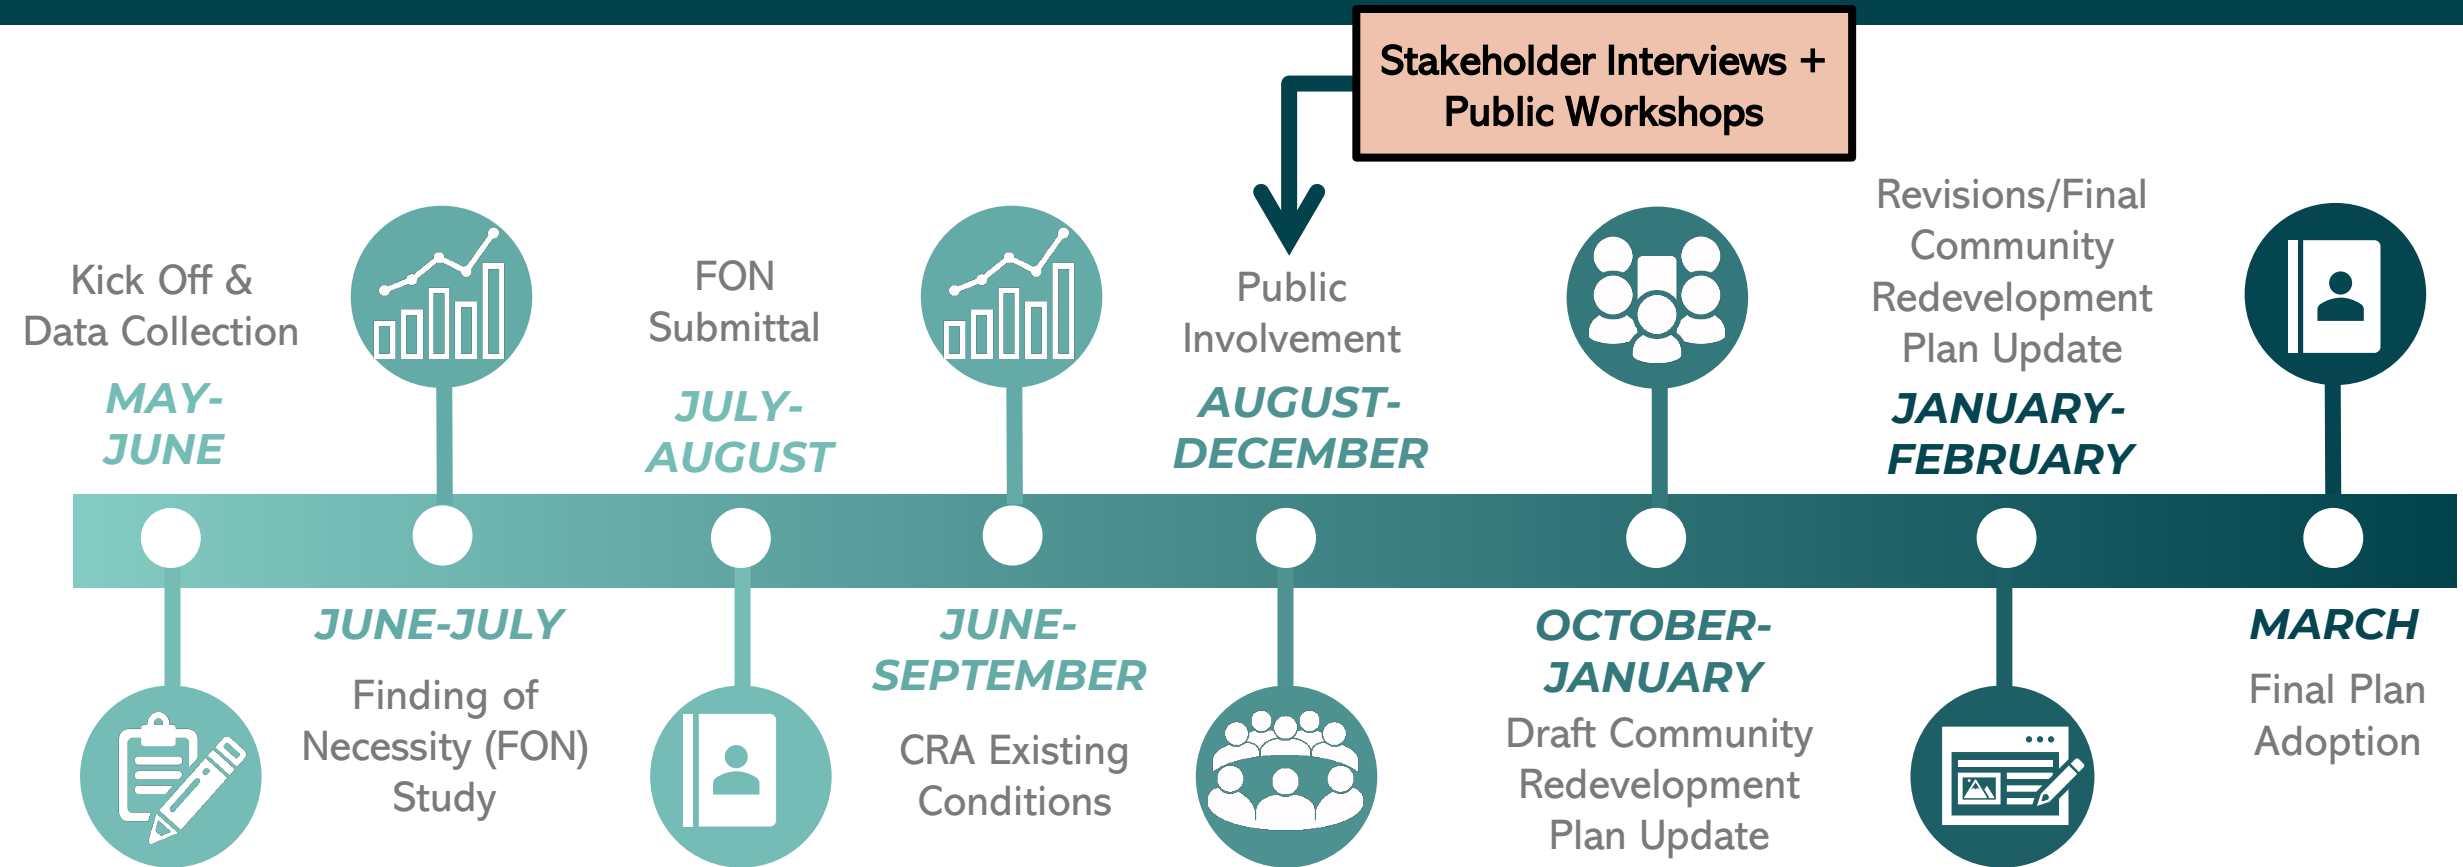 Stakeholder Interviews +
Public Workshops
Kick Off &
Data Collection
MAY-
JUNE
JUNE-JULY
Finding of
Necessity (FON)
Study
FON
Submittal
JULY-
AUGUST
JUNE-
SEPTEMBER
CRA Existing
Conditions
Public
Involvement
AUGUST-
DECEMBER
OCTOBER-
JANUARY
Draft Community
Redevelopment
Plan Update
Revisions/Final
Community
Redevelopment
Plan Update
JANUARY-
FEBRUARY
MARCH
Final Plan
Adoption